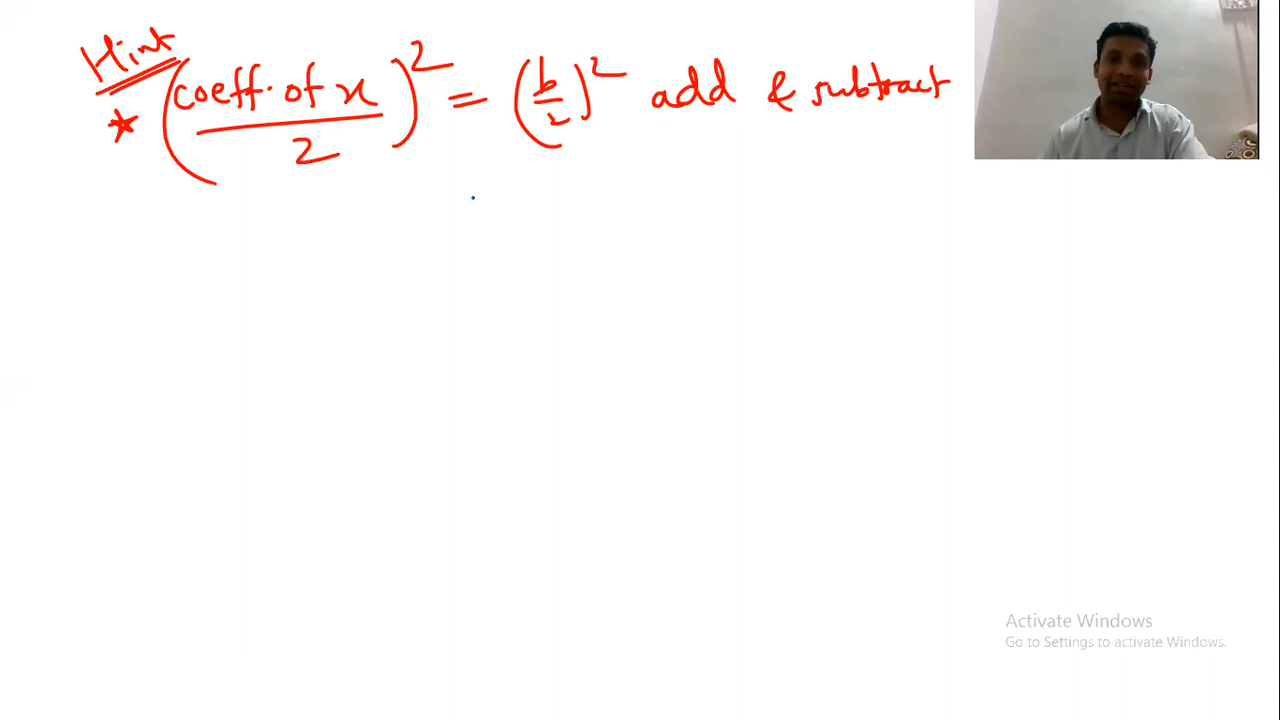 Hint
* (coeff. of x / 2)² = (b/2)² add & subtract
Activate Windows
Go to Settings to activate Windows.